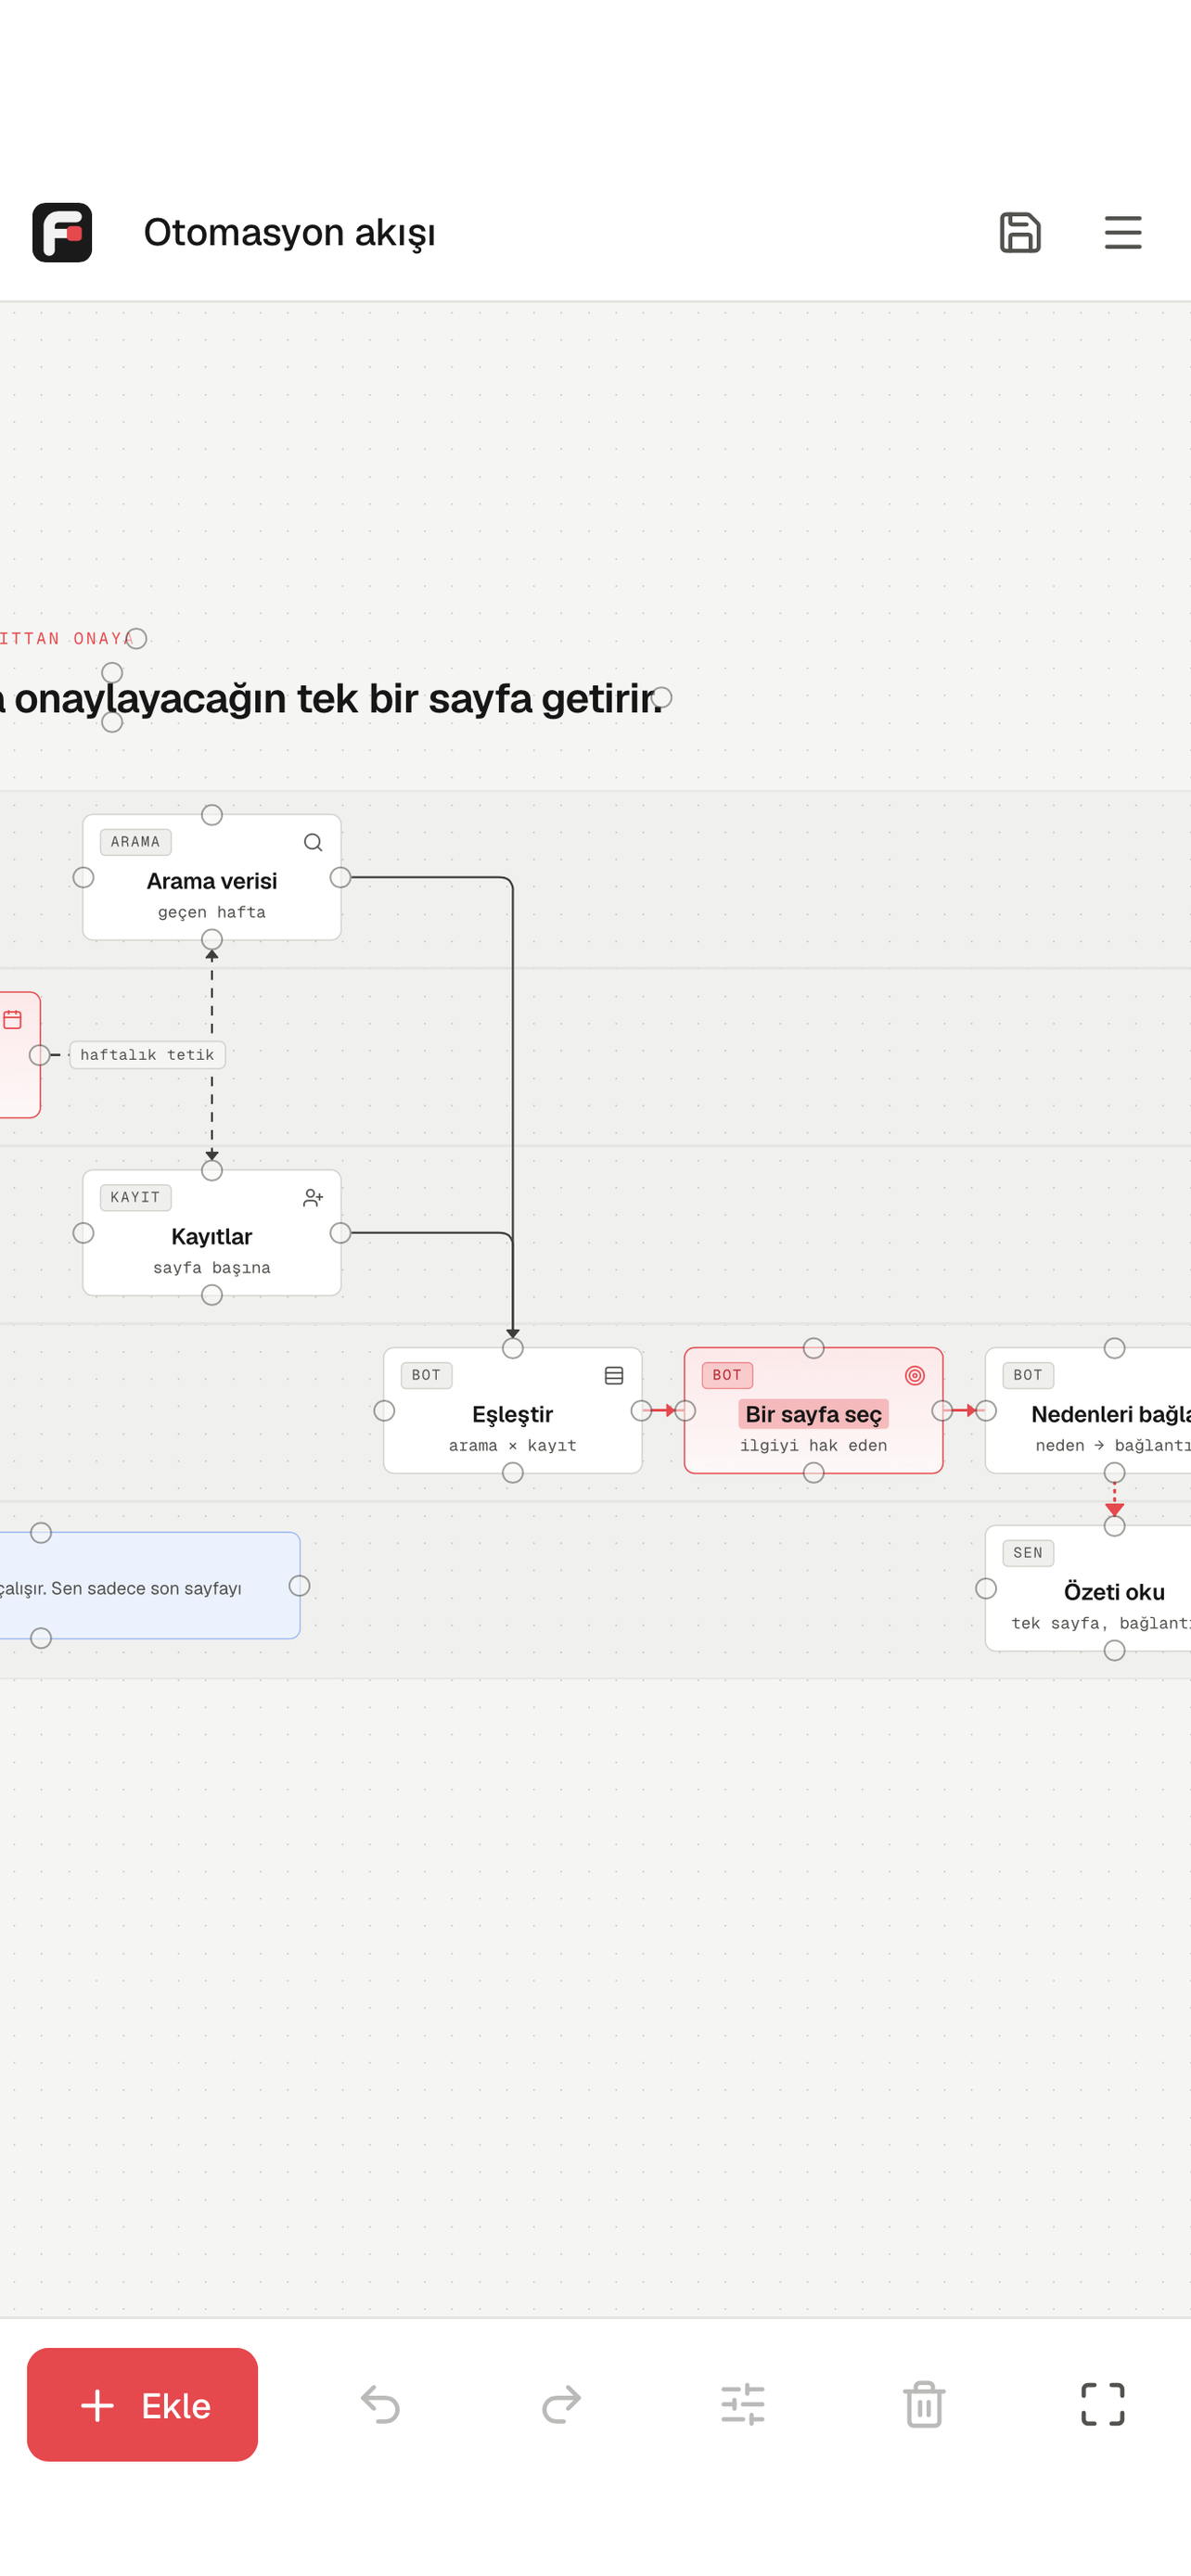 Otomasyon akışı
ITTAN ONAYA
a onaylayacağın tek bir sayfa getirir.
ARAMA
Arama verisi
geçen hafta
haftalık tetik
KAYIT
Kayıtlar
sayfa başına
BOT
Eşleştir
arama × kayıt
BOT
Bir sayfa seç
ilgiyi hak eden
BOT
Nedenleri bağla
neden → bağlantı
çalışır. Sen sadece son sayfayı
SEN
Özeti oku
tek sayfa, bağlantı
Ekle